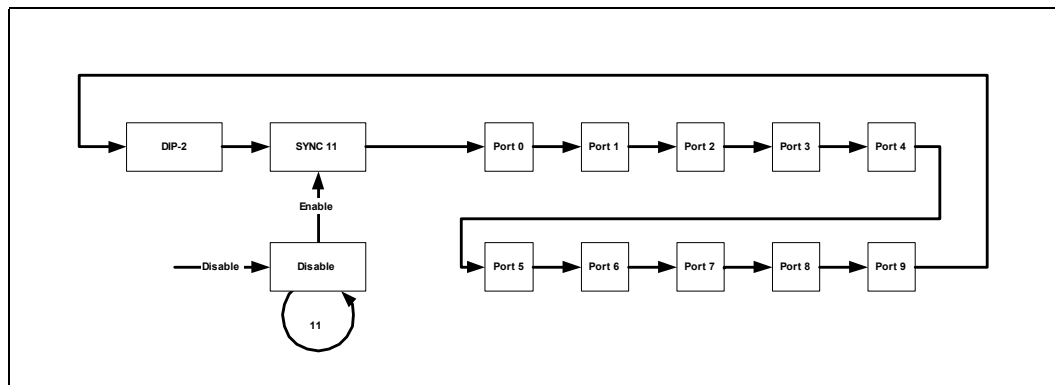 DIP-2
SYNC 11
Port 0
Port 1
Port 2
Port 3
Port 4
Enable
Disable
Disable
Port 5
Port 6
Port 7
Port 8
Port 9
11